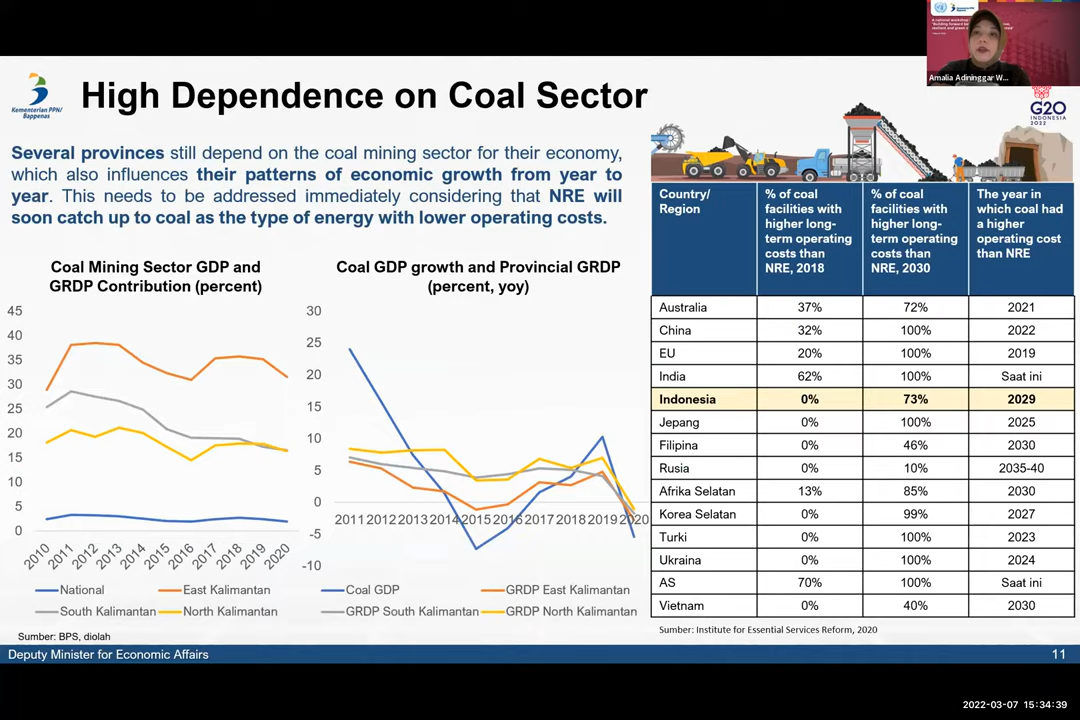 Kementerian PPN/
Bappenas
Amalia Adininggar W...
G20
INDONESIA
2022
Kementerian PPN/
Bappenas
High Dependence on Coal Sector
Several provinces still depend on the coal mining sector for their economy,
which also influences their patterns of economic growth from year to
year. This needs to be addressed immediately considering that NRE will
soon catch up to coal as the type of energy with lower operating costs.
Coal Mining Sector GDP and
GRDP Contribution (percent)
45
40
35
30
25
20
15
10
5
0
2010 2011 2012 2013 2014 2015 2016 2017 2018 2019 2020
National East Kalimantan
South Kalimantan North Kalimantan
Sumber: BPS, diolah
Coal GDP growth and Provincial GRDP
(percent, yoy)
30
25
20
15
10
5
0
-5
-10
2011 2012 2013 2014 2015 2016 2017 2018 2019 2020
Coal GDP GRDP East Kalimantan
GRDP South Kalimantan GRDP North Kalimantan
Country/
Region
% of coal
facilities with
higher long-
term operating
costs than
NRE, 2018
% of coal
facilities with
higher long-
term operating
costs than
NRE, 2030
The year in
which coal had
a higher
operating cost
than NRE
Australia 37% 72% 2021
China 32% 100% 2022
EU 20% 100% 2019
India 62% 100% Saat ini
Indonesia 0% 73% 2029
Jepang 0% 100% 2025
Filipina 0% 46% 2030
Rusia 0% 10% 2035-40
Afrika Selatan 13% 85% 2030
Korea Selatan 0% 99% 2027
Turki 0% 100% 2023
Ukraina 0% 100% 2024
AS 70% 100% Saat ini
Vietnam 0% 40% 2030
Sumber: Institute for Essential Services Reform, 2020
Deputy Minister for Economic Affairs 11
2022-03-07 15:34:39